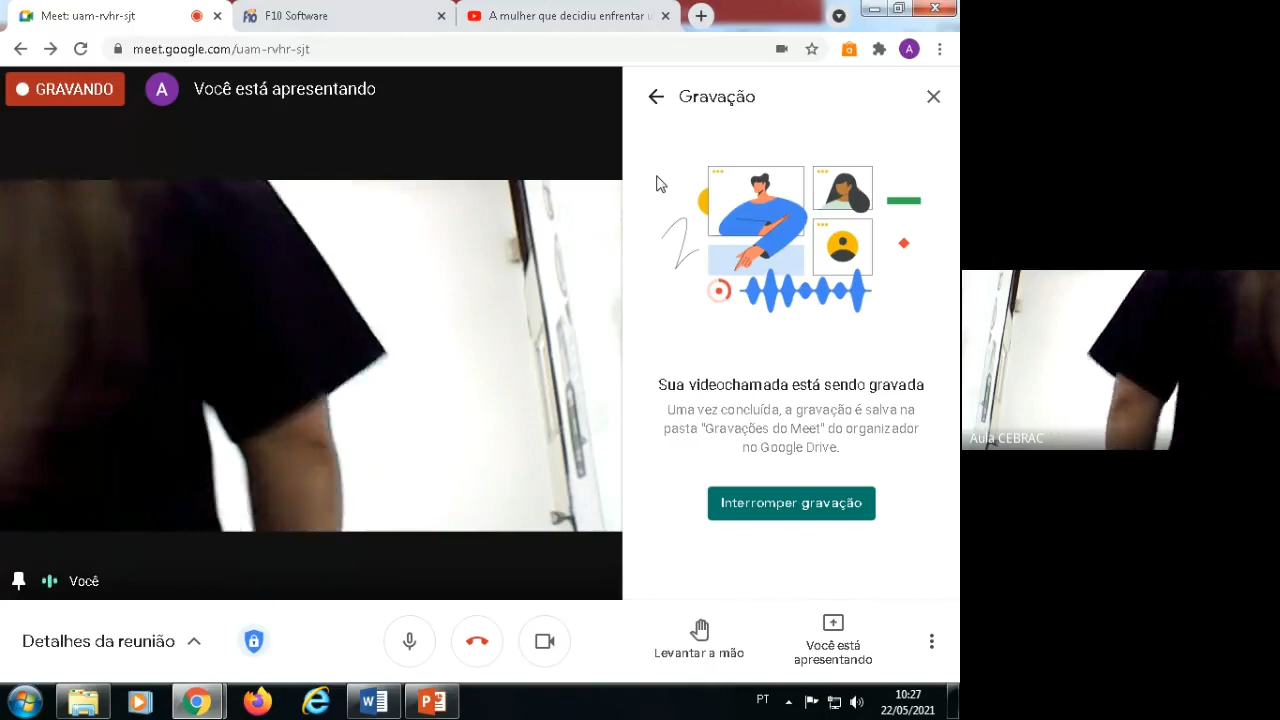 Meet: uam-rvhr-sjt
F10 Software
A mulher que decidiu enfrentar u
meet.google.com/uam-rvhr-sjt
A
GRAVANDO
A
Você está apresentando
Gravação
Sua videochamada está sendo gravada
Uma vez concluída, a gravação é salva na
pasta "Gravações do Meet" do organizador
no Google Drive.
Interromper gravação
Aula CEBRAC
Você
Detalhes da reunião
Levantar a mão
Você está
apresentando
PT
10:27
22/05/2021